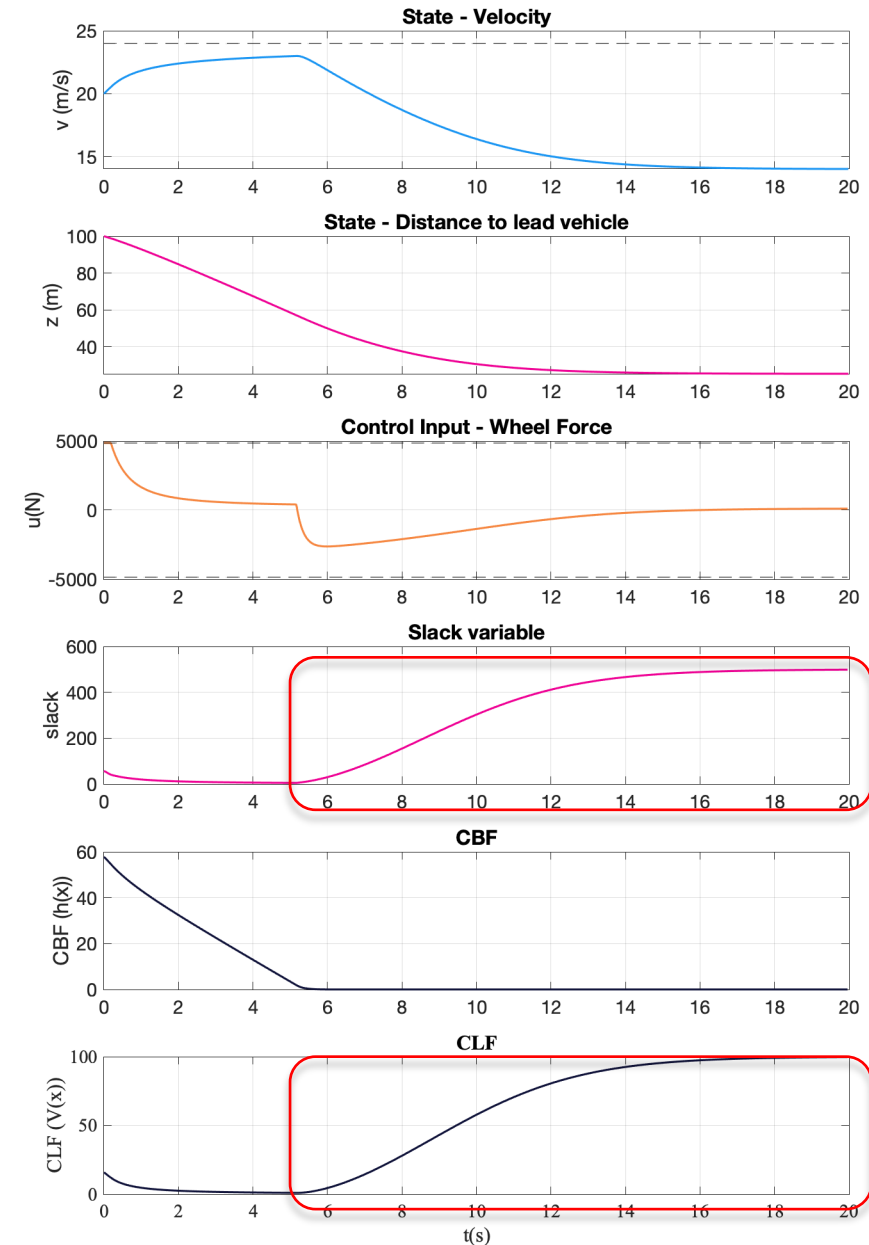 State - Velocity
25
20
15
v (m/s)
0 2 4 6 8 10 12 14 16 18 20
State - Distance to lead vehicle
100
80
60
40
z (m)
0 2 4 6 8 10 12 14 16 18 20
Control Input - Wheel Force
5000
0
-5000
u(N)
0 2 4 6 8 10 12 14 16 18 20
Slack variable
600
400
200
0
slack
0 2 4 6 8 10 12 14 16 18 20
CBF
60
40
20
0
CBF (h(x))
0 2 4 6 8 10 12 14 16 18 20
CLF
100
50
0
CLF (V(x))
0 2 4 6 8 10 12 14 16 18 20
t(s)